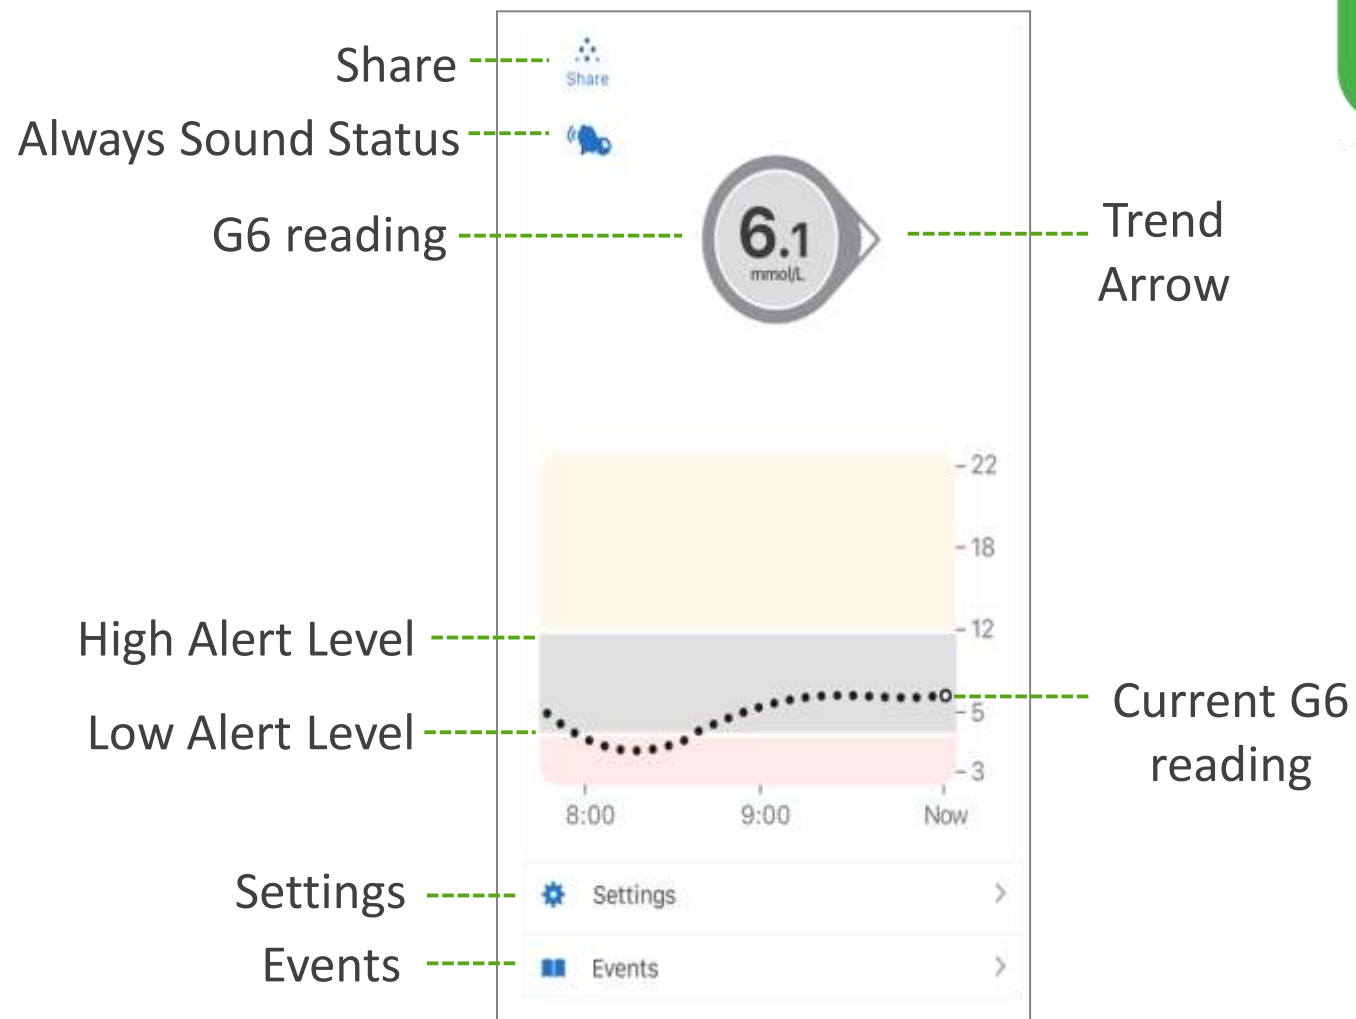 Share
Share
Always Sound Status
G6 reading
6.1
mmol/L
Trend
Arrow
22
18
12
High Alert Level
Current G6
reading
5
Low Alert Level
3
8:00
9:00
Now
Settings
Settings
Events
Events